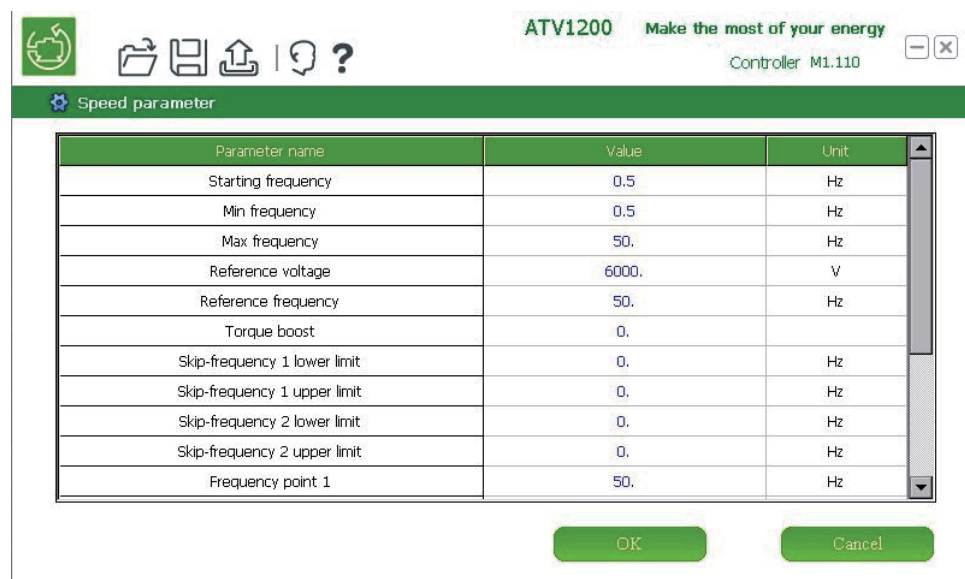 ATV1200 Make the most of your energy
? Controller M1.110
Speed parameter
Parameter name Value Unit
Starting frequency 0.5 Hz
Min frequency 0.5 Hz
Max frequency 50. Hz
Reference voltage 6000. V
Reference frequency 50. Hz
Torque boost 0.
Skip-frequency 1 lower limit 0. Hz
Skip-frequency 1 upper limit 0. Hz
Skip-frequency 2 lower limit 0. Hz
Skip-frequency 2 upper limit 0. Hz
Frequency point 1 50. Hz
OK Cancel